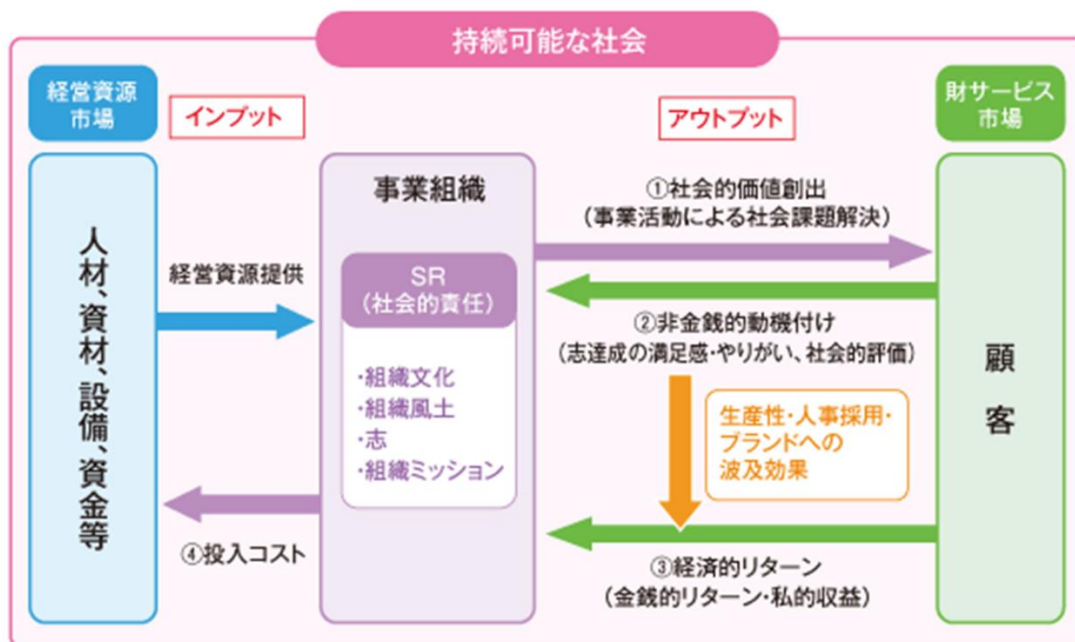 持続可能な社会
経営資源
市場
インプット
アウトプット
財サービス
市場
人材、資材、設備、資金等
経営資源提供
④投入コスト
事業組織
SR
(社会的責任)
・組織文化
・組織風土
・志
・組織ミッション
①社会的価値創出
(事業活動による社会課題解決)
②非金銭的動機付け
(志達成の満足感・やりがい、社会的評価)
生産性・人事採用・
ブランドへの
波及効果
③経済的リターン
(金銭的リターン・私的収益)
顧客